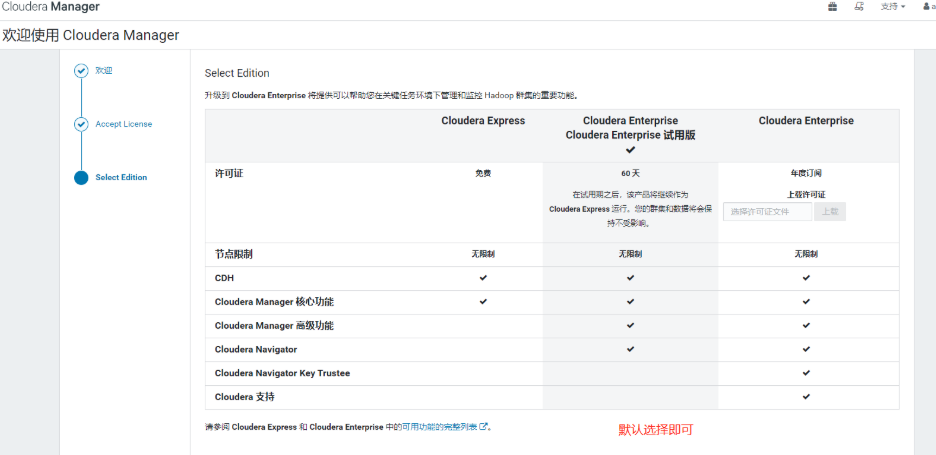 Cloudera Manager
支持
a
欢迎使用 Cloudera Manager
欢迎
Accept License
Select Edition
Select Edition
升级到 Cloudera Enterprise 将提供可以帮助您在关键任务环境下管理和监控 Hadoop 群集的重要功能。
Cloudera Express
Cloudera Enterprise
Cloudera Enterprise 试用版
Cloudera Enterprise
许可证
免费
60 天
在试用期之后，该产品将继续作为
Cloudera Express 运行。您的群集和数据将会保
持不受影响。
年度订阅
上载许可证
选择许可证文件
上载
节点限制
无限制
无限制
无限制
CDH
Cloudera Manager 核心功能
Cloudera Manager 高级功能
Cloudera Navigator
Cloudera Navigator Key Trustee
Cloudera 支持
请参阅 Cloudera Express 和 Cloudera Enterprise 中的可用功能的完整列表。
默认选择即可